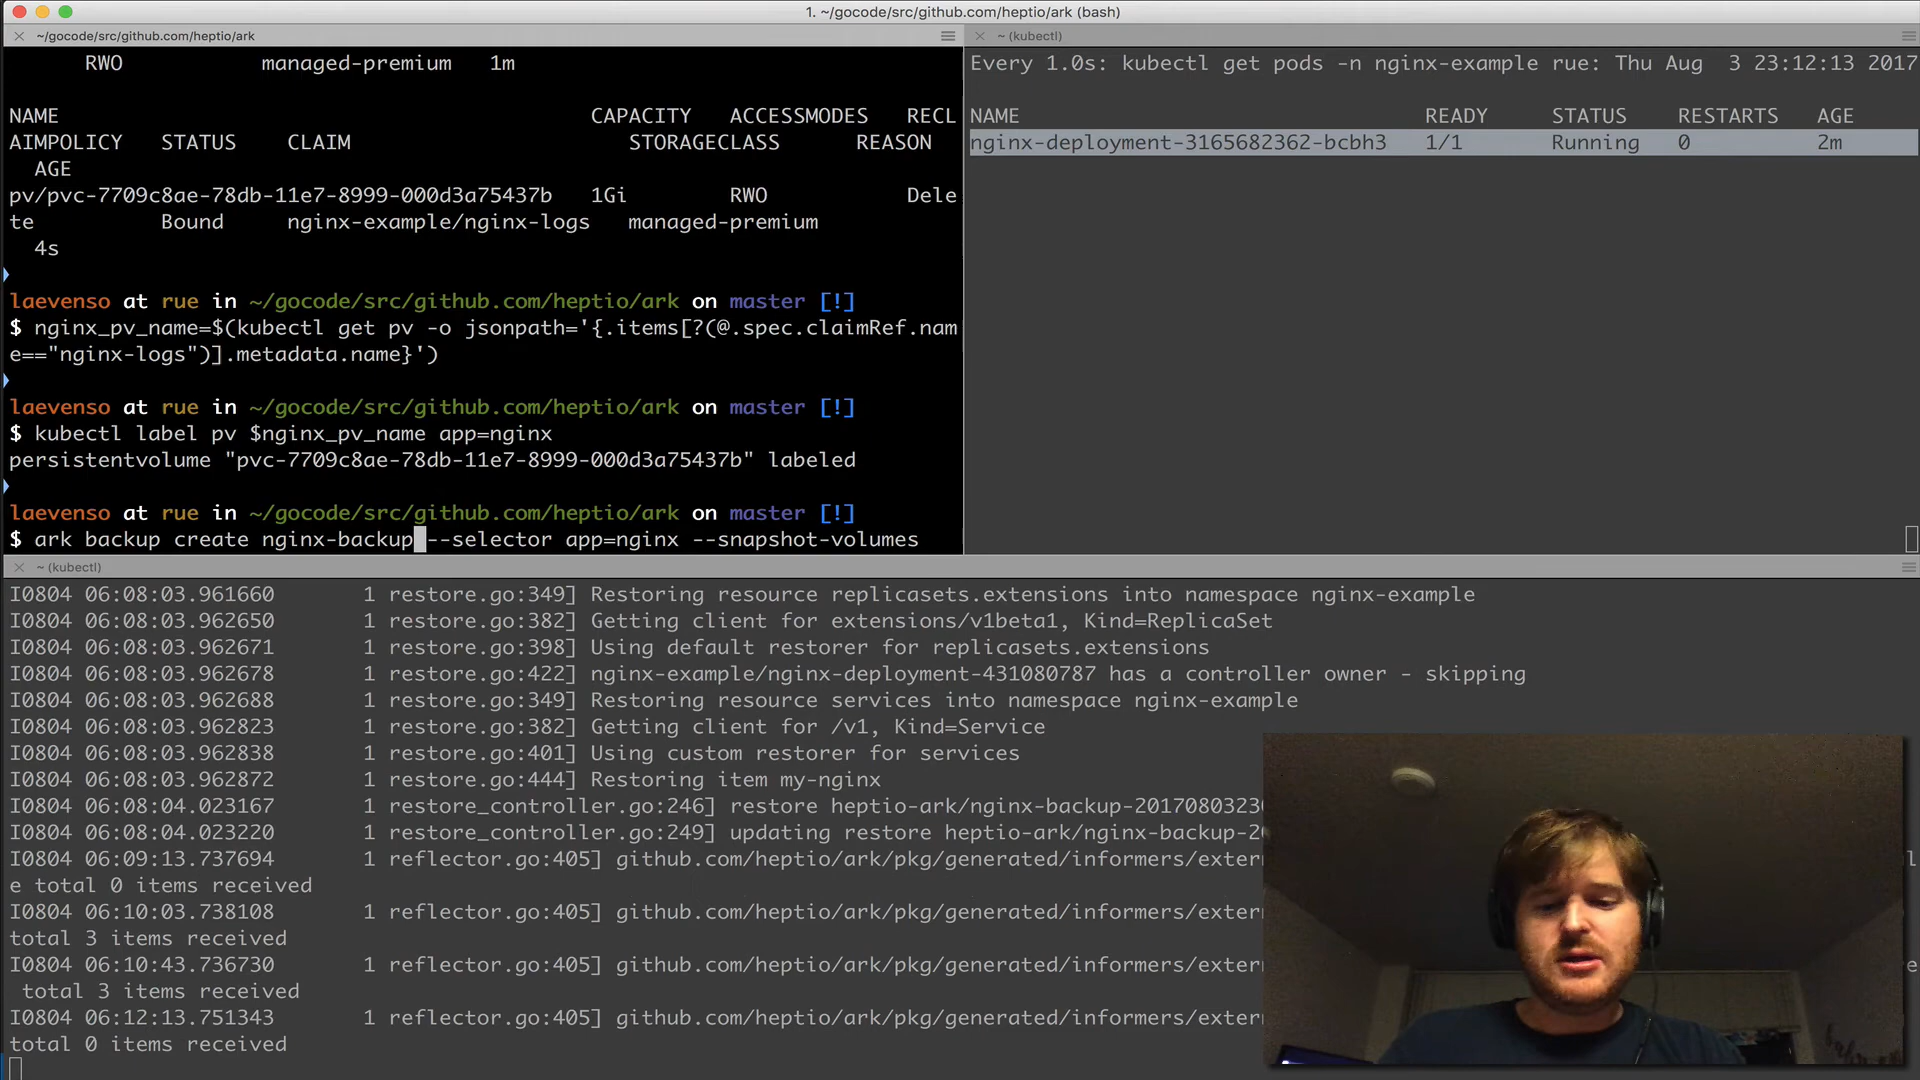 1. ~/gocode/src/github.com/heptio/ark (bash)
~/gocode/src/github.com/heptio/ark
RWO managed-premium 1m
NAME CAPACITY ACCESSMODES RECL
AIMPOLICY STATUS CLAIM STORAGECLASS REASON
AGE
pv/pvc-7709c8ae-78db-11e7-8999-000d3a75437b 1Gi RWO Dele
te Bound nginx-example/nginx-logs managed-premium
4s
laevenso at rue in ~/gocode/src/github.com/heptio/ark on master [!]
$ nginx_pv_name=$(kubectl get pv -o jsonpath='{.items[?(@.spec.claimRef.nam
e=="nginx-logs")].metadata.name}')
laevenso at rue in ~/gocode/src/github.com/heptio/ark on master [!]
$ kubectl label pv $nginx_pv_name app=nginx
persistentvolume "pvc-7709c8ae-78db-11e7-8999-000d3a75437b" labeled
laevenso at rue in ~/gocode/src/github.com/heptio/ark on master [!]
$ ark backup create nginx-backup --selector app=nginx --snapshot-volumes
~ (kubectl)
Every 1.0s: kubectl get pods -n nginx-example rue: Thu Aug 3 23:12:13 2017
NAME READY STATUS RESTARTS AGE
nginx-deployment-3165682362-bcbh3 1/1 Running 0 2m
~ (kubectl)
I0804 06:08:03.961660 1 restore.go:349] Restoring resource replicasets.extensions into namespace nginx-example
I0804 06:08:03.962650 1 restore.go:382] Getting client for extensions/v1beta1, Kind=ReplicaSet
I0804 06:08:03.962671 1 restore.go:398] Using default restorer for replicasets.extensions
I0804 06:08:03.962678 1 restore.go:422] nginx-example/nginx-deployment-431080787 has a controller owner - skipping
I0804 06:08:03.962688 1 restore.go:349] Restoring resource services into namespace nginx-example
I0804 06:08:03.962823 1 restore.go:382] Getting client for /v1, Kind=Service
I0804 06:08:03.962838 1 restore.go:401] Using custom restorer for services
I0804 06:08:03.962872 1 restore.go:444] Restoring item my-nginx
I0804 06:08:04.023167 1 restore_controller.go:246] restore heptio-ark/nginx-backup-2017080323
I0804 06:08:04.023220 1 restore_controller.go:249] updating restore heptio-ark/nginx-backup-2
I0804 06:09:13.737694 1 reflector.go:405] github.com/heptio/ark/pkg/generated/informers/exter l
e total 0 items received
I0804 06:10:03.738108 1 reflector.go:405] github.com/heptio/ark/pkg/generated/informers/exter
total 3 items received
I0804 06:10:43.736730 1 reflector.go:405] github.com/heptio/ark/pkg/generated/informers/exter e
total 3 items received
I0804 06:12:13.751343 1 reflector.go:405] github.com/heptio/ark/pkg/generated/informers/exter
total 0 items received